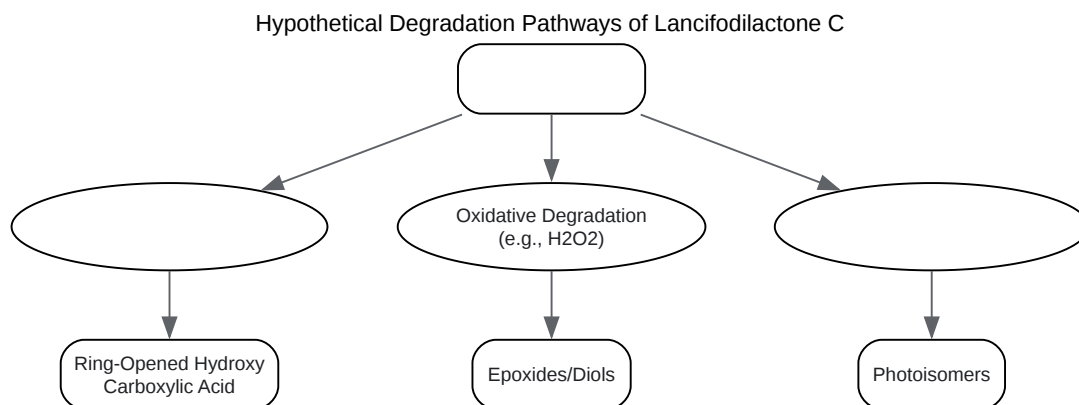 Hypothetical Degradation Pathways of Lancifodilactone C
Oxidative Degradation
(e.g., H2O2)
Ring-Opened Hydroxy
Carboxylic Acid
Epoxides/Diols
Photoisomers